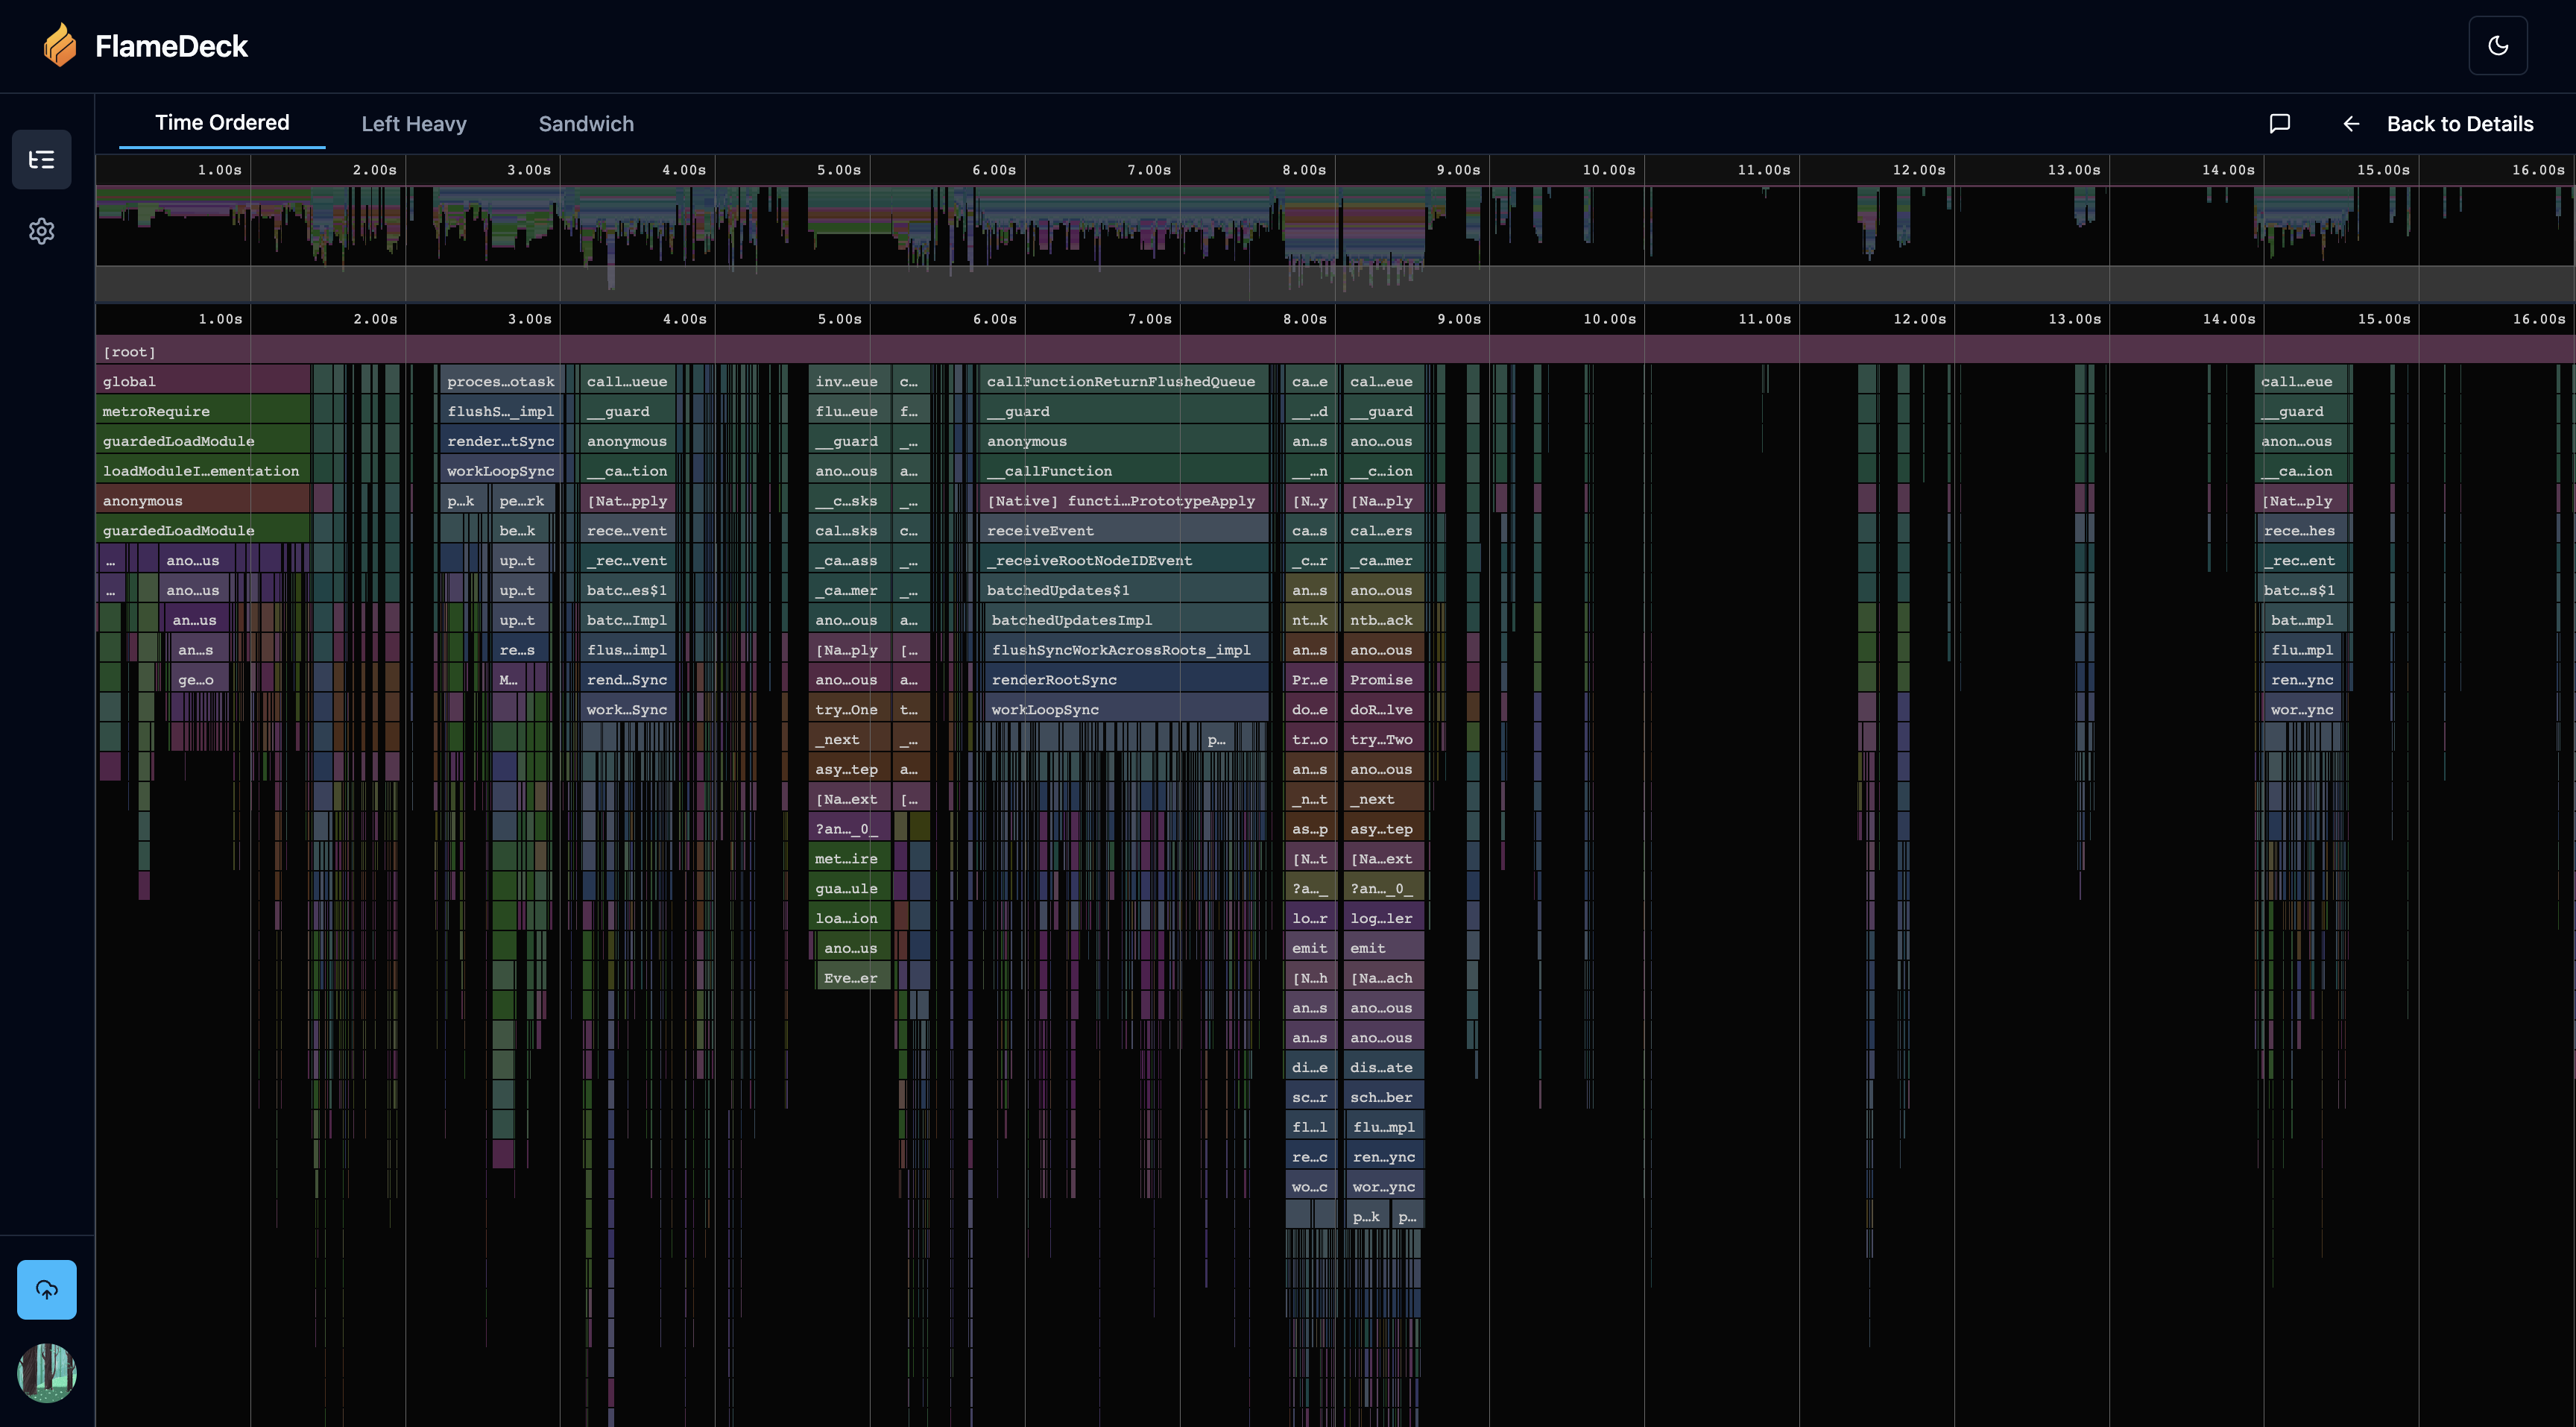 FlameDeck
Time Ordered Left Heavy Sandwich Back to Details
1.00s 2.00s 3.00s 4.00s 5.00s 6.00s 7.00s 8.00s 9.00s 10.00s 11.00s 12.00s 13.00s 14.00s 15.00s 16.00s
1.00s 2.00s 3.00s 4.00s 5.00s 6.00s 7.00s 8.00s 9.00s 10.00s 11.00s 12.00s 13.00s 14.00s 15.00s 16.00s
[root]
global proces…otask call…ueue inv…eue c… callFunctionReturnFlushedQueue ca…e cal…eue call…eue
metroRequire flushS…_impl __guard flu…eue f… __guard __…d __guard __guard
guardedLoadModule render…tSync anonymous __guard _… anonymous an…s ano…ous anon…ous
loadModuleI…ementation workLoopSync __ca…tion ano…ous a… __callFunction __…n __c…ion __ca…ion
anonymous p…k pe…rk [Nat…pply __c…sks _… [Native] functi…PrototypeApply [N…y [Na…ply [Nat…ply
guardedLoadModule be…k rece…vent cal…sks c… receiveEvent ca…s cal…ers rece…hes
… ano…us up…t _rec…vent _ca…ass _… _receiveRootNodeIDEvent _c…r _ca…mer _rec…ent
… ano…us up…t batc…es$1 _ca…mer _… batchedUpdates$1 an…s ano…ous batc…s$1
an…us up…t batc…Impl ano…ous a… batchedUpdatesImpl nt…k ntb…ack bat…mpl
an…s re…s flus…impl [Na…ply [… flushSyncWorkAcrossRoots_impl an…s ano…ous flu…mpl
ge…o M… rend…Sync ano…ous a… renderRootSync Pr…e Promise ren…ync
work…Sync try…One t… workLoopSync do…e doR…lve wor…ync
_next _… p… tr…o try…Two
asy…tep a… an…s ano…ous
[Na…ext [… _n…t _next
?an…_0_ as…p asy…tep
met…ire [N…t [Na…ext
gua…ule ?a…_ ?an…_0_
loa…ion lo…r log…ler
ano…us emit emit
Eve…er [N…h [Na…ach
an…s ano…ous
an…s ano…ous
di…e dis…ate
sc…r sch…ber
fl…l flu…mpl
re…c ren…ync
wo…c wor…ync
p…k p…